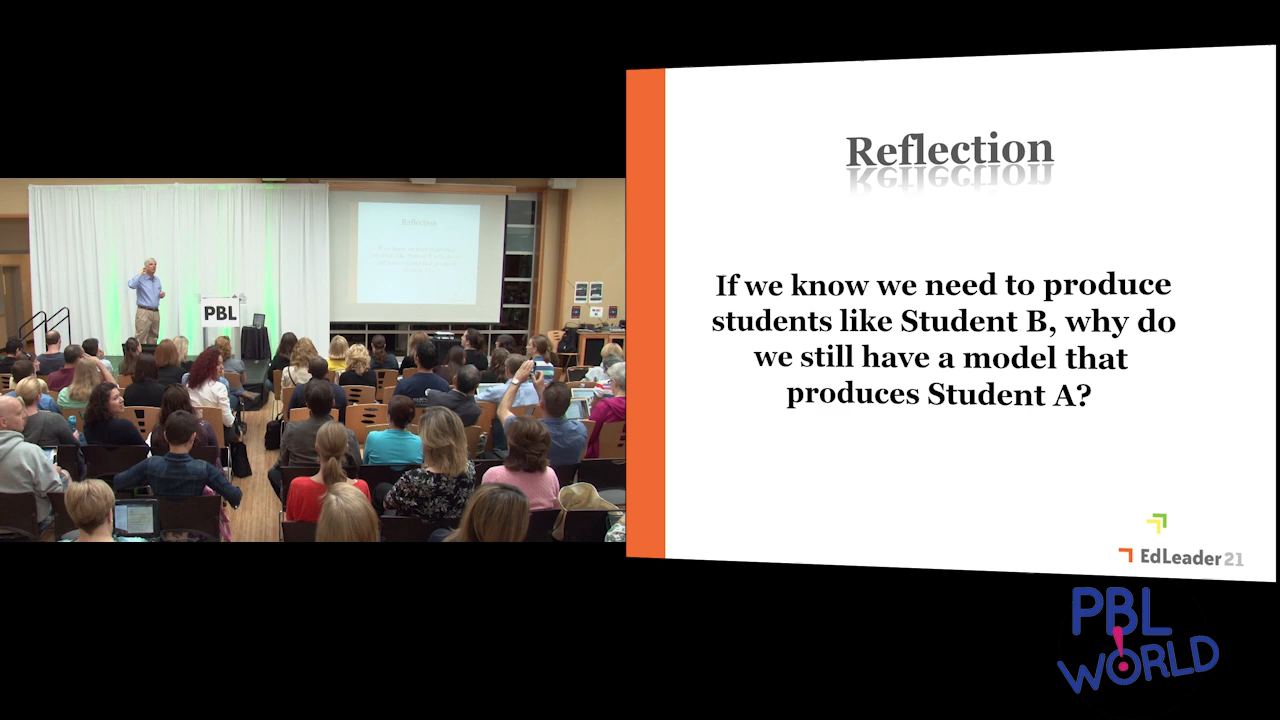 Reflection
If we know we need to produce
students like Student B, why do
we still have a model that
produces Student A?
EdLeader21
PBL
WORLD
PBL
Reflection